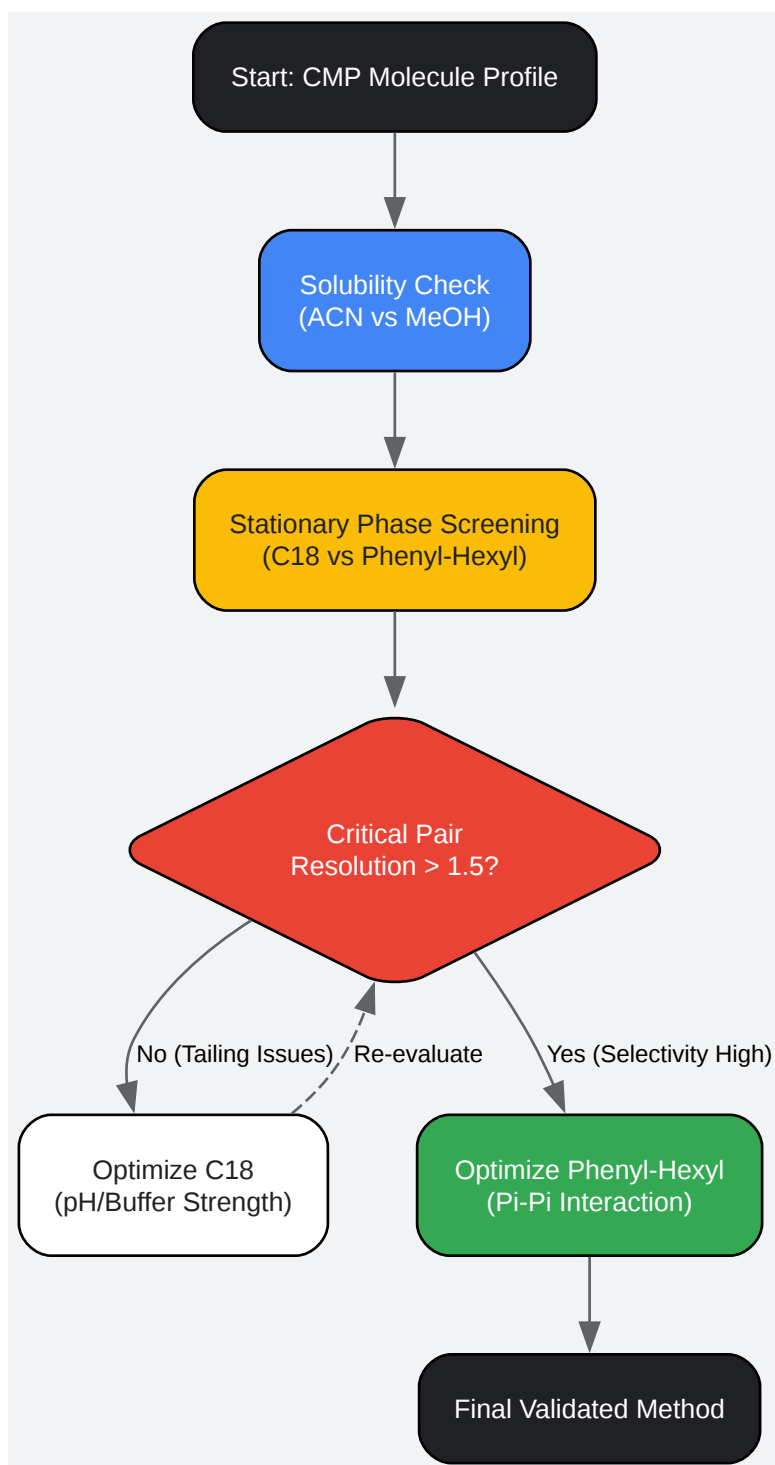 Start: CMP Molecule Profile
Solubility Check
(ACN vs MeOH)
Stationary Phase Screening
(C18 vs Phenyl-Hexyl)
Critical Pair
Resolution > 1.5?
No (Tailing Issues)
Re-evaluate
Yes (Selectivity High)
Optimize C18
(pH/Buffer Strength)
Optimize Phenyl-Hexyl
(Pi-Pi Interaction)
Final Validated Method